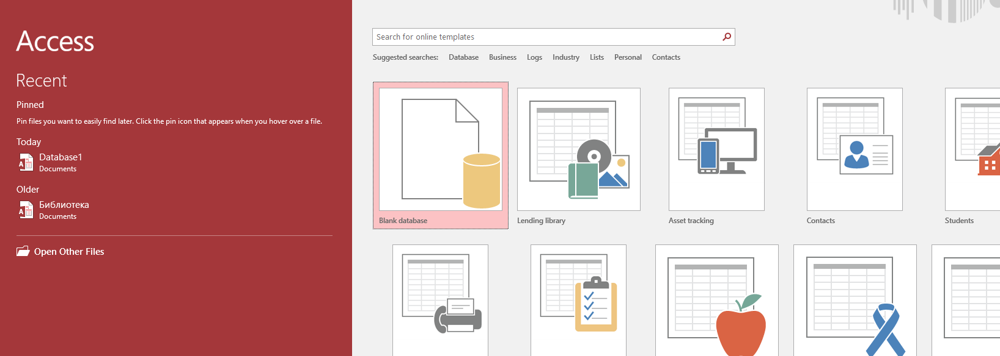 Access
Recent
Pinned
Pin files you want to easily find later. Click the pin icon that appears when you hover over a file.
Today
Database1
Documents
Older
Библиотека
Documents
Open Other Files
Search for online templates
Suggested searches: Database Business Logs Industry Lists Personal Contacts
Blank database
Lending library
Asset tracking
Contacts
Students